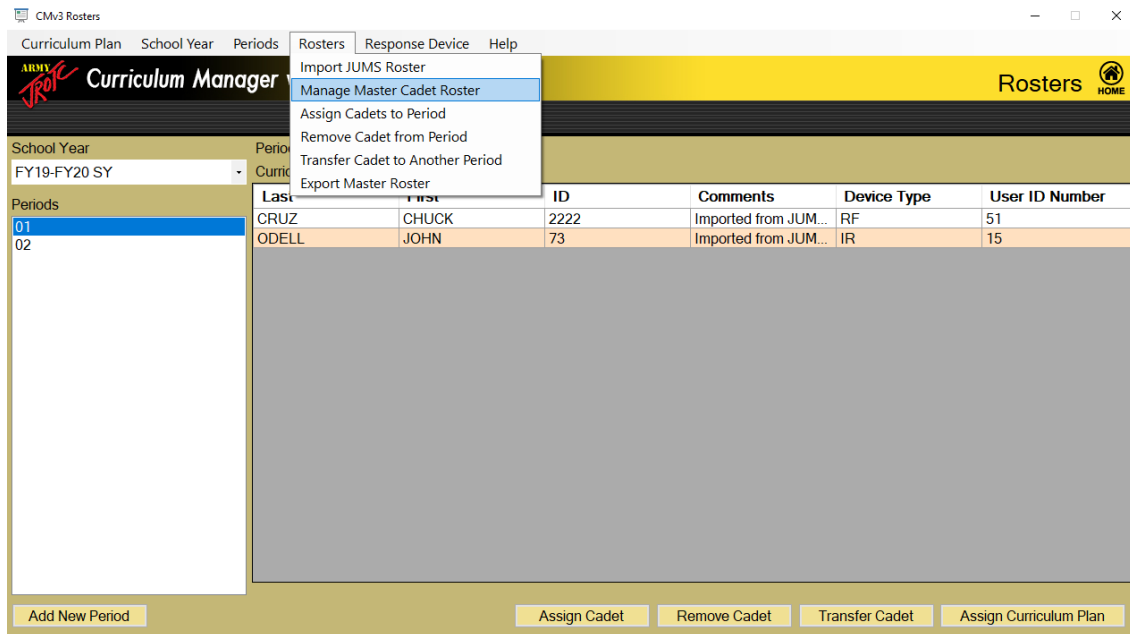 CMv3 Rosters
Curriculum Plan School Year Periods Rosters Response Device Help
Import JUMS Roster
Manage Master Cadet Roster
Assign Cadets to Period
Remove Cadet from Period
Transfer Cadet to Another Period
Export Master Roster
ARMY JROTC Curriculum Manager
Rosters HOME
School Year
FY19-FY20 SY
Periods
01
02
Last First ID Comments Device Type User ID Number
CRUZ CHUCK 2222 Imported from JUM... RF 51
ODELL JOHN 73 Imported from JUM... IR 15
Add New Period Assign Cadet Remove Cadet Transfer Cadet Assign Curriculum Plan